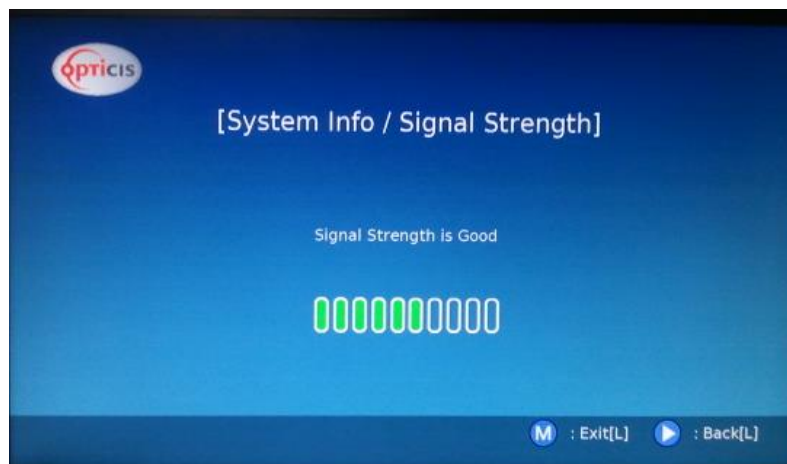 OPTICIS
[System Info / Signal Strength]
Signal Strength is Good
M : Exit[L] : Back[L]